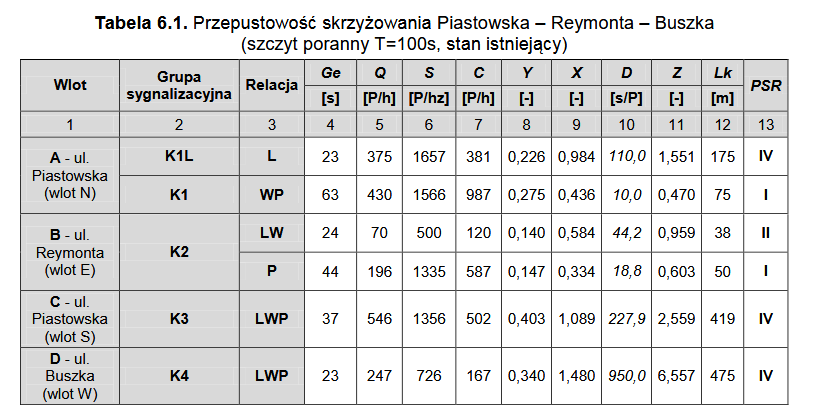 Tabela 6.1. Przepustowość skrzyżowania Piastowska – Reymonta – Buszka
(szczyt poranny T=100s, stan istniejący)
Wlot Grupa sygnalizacyjna Relacja Ge Q S C Y X D Z Lk PSR
[s] [P/h] [P/hz] [P/h] [-] [-] [s/P] [-] [m]
1 2 3 4 5 6 7 8 9 10 11 12 13
A - ul. Piastowska (wlot N) K1L L 23 375 1657 381 0,226 0,984 110,0 1,551 175 IV
K1 WP 63 430 1566 987 0,275 0,436 10,0 0,470 75 I
B - ul. Reymonta (wlot E) K2 LW 24 70 500 120 0,140 0,584 44,2 0,959 38 II
P 44 196 1335 587 0,147 0,334 18,8 0,603 50 I
C - ul. Piastowska (wlot S) K3 LWP 37 546 1356 502 0,403 1,089 227,9 2,559 419 IV
D - ul. Buszka (wlot W) K4 LWP 23 247 726 167 0,340 1,480 950,0 6,557 475 IV